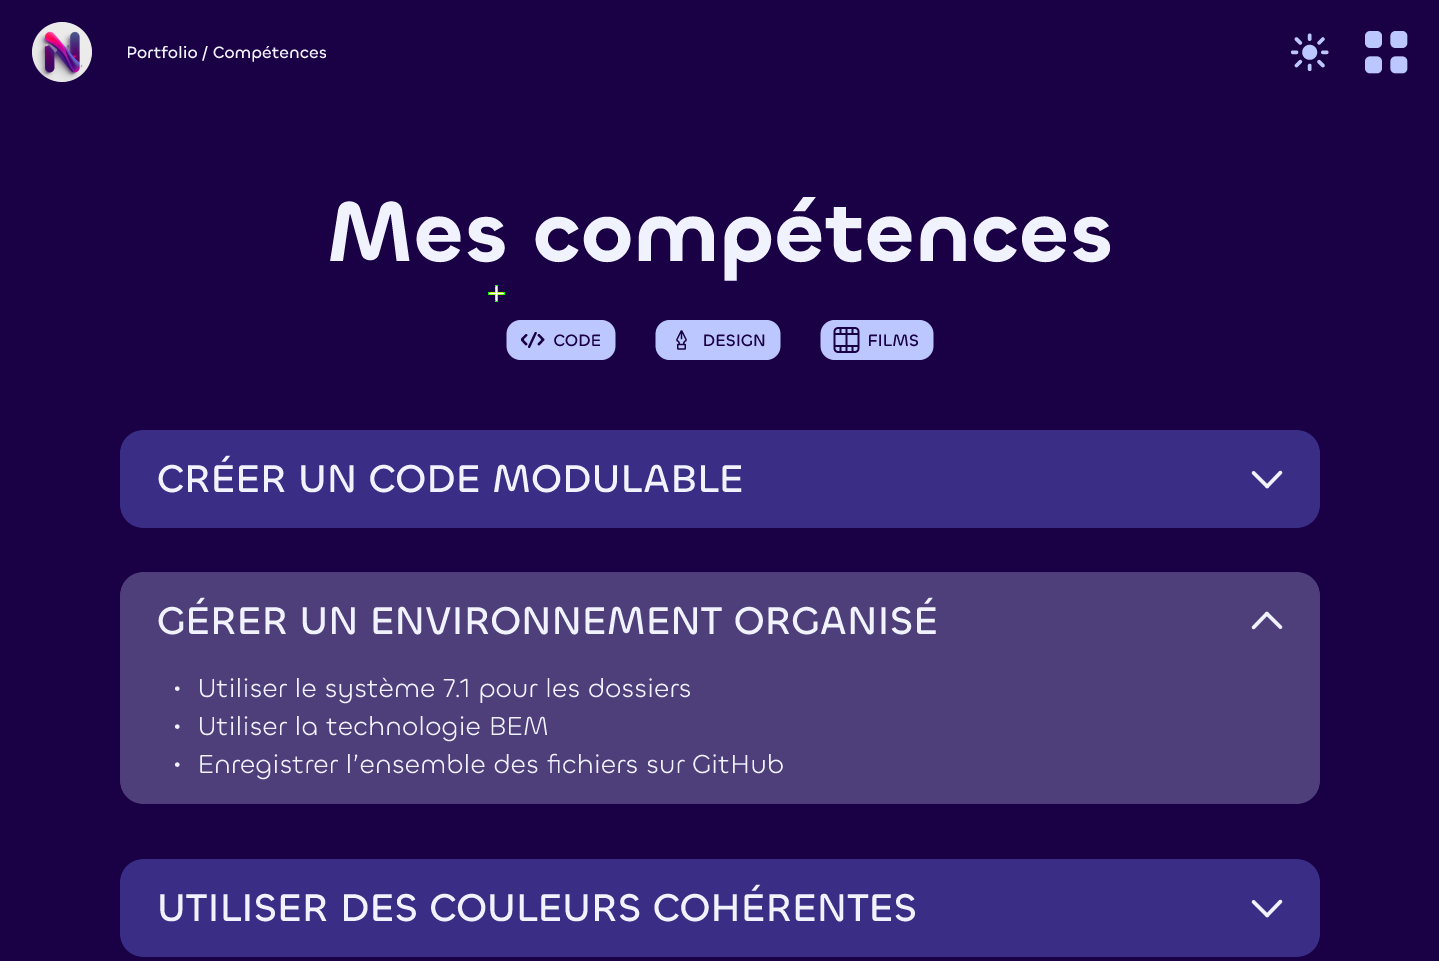 N
Portfolio / Compétences
Mes compétences
</> CODE
DESIGN
FILMS
CRÉER UN CODE MODULABLE
GÉRER UN ENVIRONNEMENT ORGANISÉ
• Utiliser le système 7.1 pour les dossiers
• Utiliser la technologie BEM
• Enregistrer l’ensemble des fichiers sur GitHub
UTILISER DES COULEURS COHÉRENTES